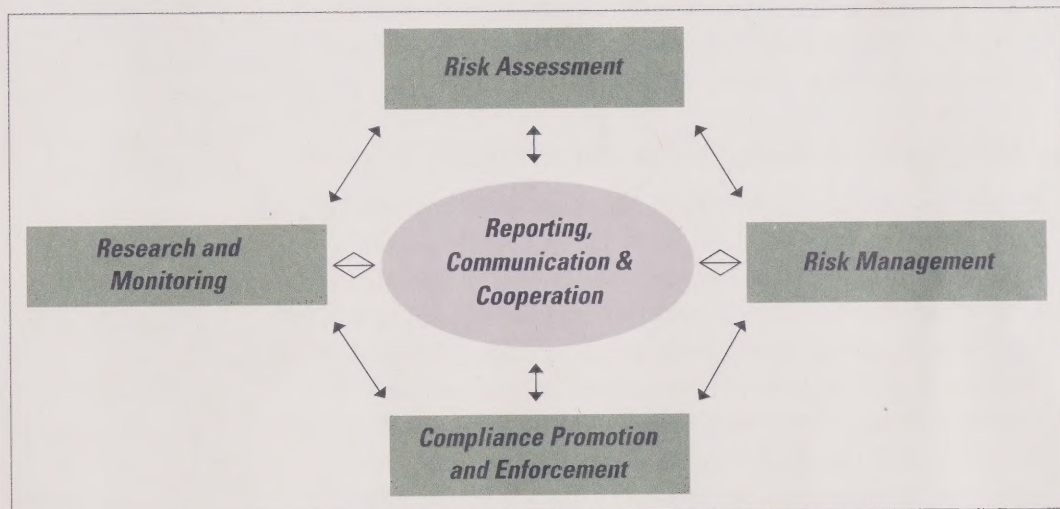 Risk Assessment
Research and
Monitoring
Reporting,
Communication &
Cooperation
Risk Management
Compliance Promotion
and Enforcement